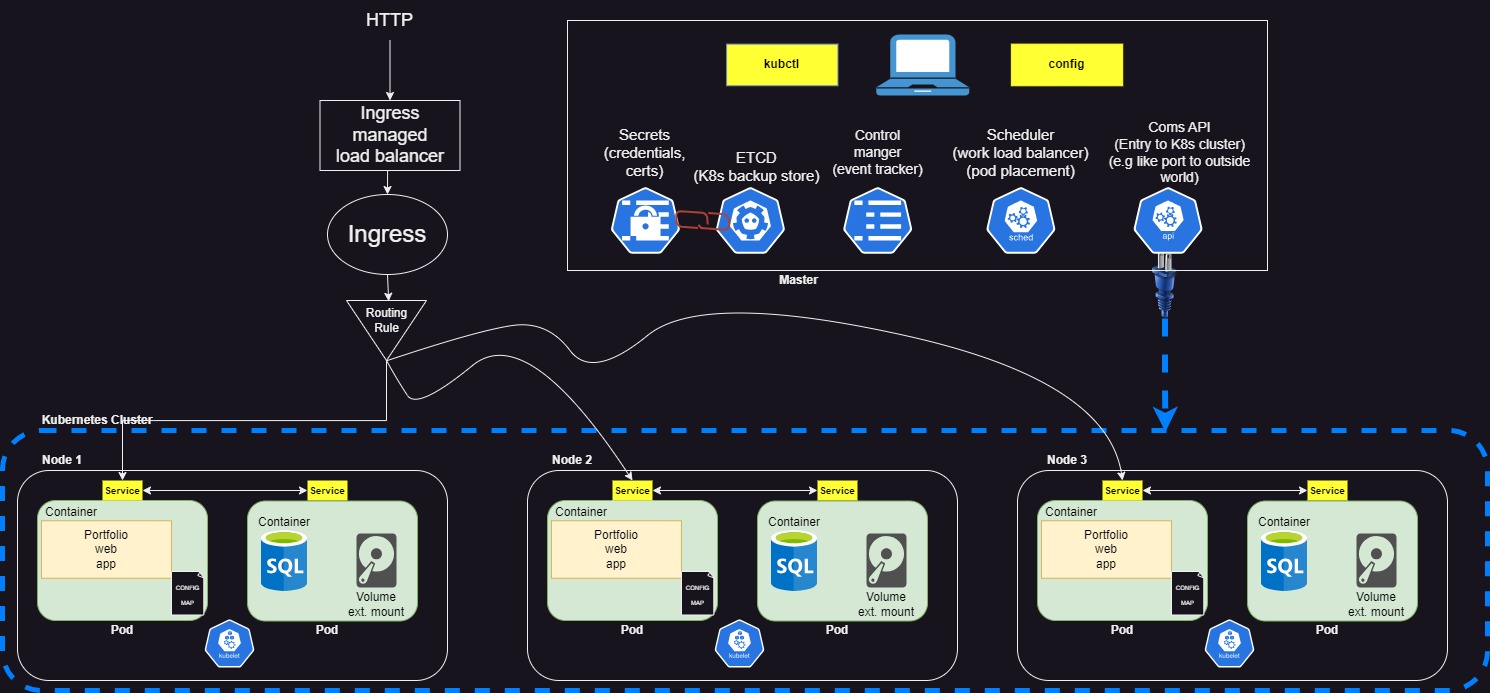 HTTP
Ingress
managed
load balancer
Ingress
Routing
Rule
kubctl
config
Secrets
(credentials,
certs)
ETCD
(K8s backup store)
Control
manger
(event tracker)
Scheduler
(work load balancer)
(pod placement)
Coms API
(Entry to K8s cluster)
(e.g like port to outside
world)
sched
api
Master
Kubernetes Cluster
Node 1
Service
Service
Container
Portfolio
web
app
CONFIG
MAP
Pod
Container
SQL
Volume
ext. mount
Pod
kubelet
Node 2
Service
Service
Container
Portfolio
web
app
CONFIG
MAP
Pod
Container
SQL
Volume
ext. mount
Pod
kubelet
Node 3
Service
Service
Container
Portfolio
web
app
CONFIG
MAP
Pod
Container
SQL
Volume
ext. mount
Pod
kubelet